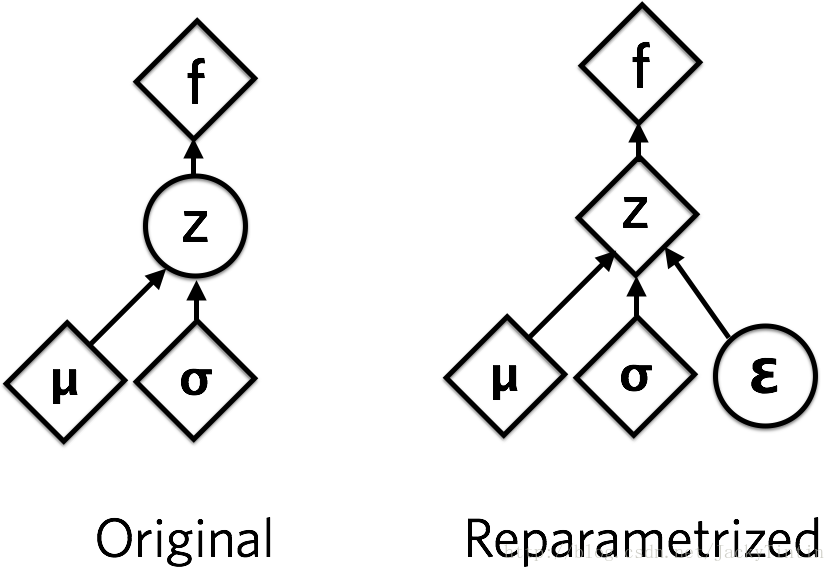 f
z
μ
σ
Original
f
z
μ
σ
ε
Reparametrized